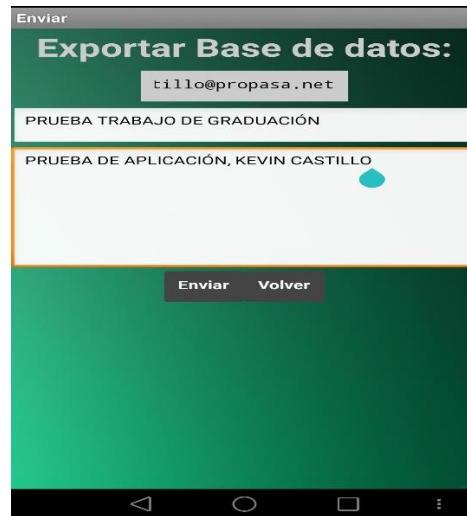 Enviar
Exportar Base de datos:
tillo@propasa.net
PRUEBA TRABAJO DE GRADUACIÓN
PRUEBA DE APLICACIÓN, KEVIN CASTILLO
Enviar Volver